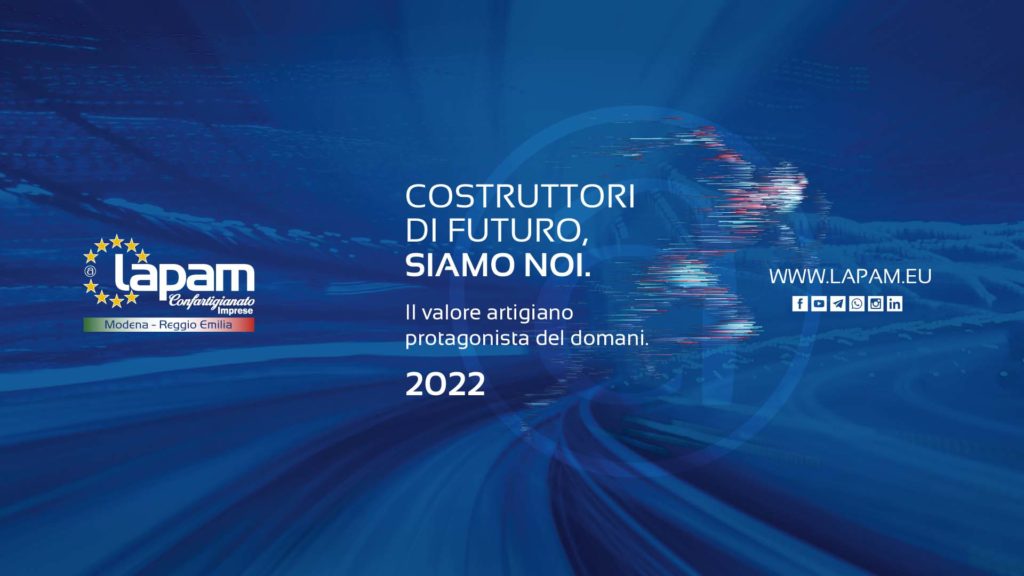 lapam
Confartigianato
Imprese
Modena - Reggio Emilia
COSTRUTTORI
DI FUTURO,
SIAMO NOI.
Il valore artigiano
protagonista del domani.
2022
WWW.LAPAM.EU